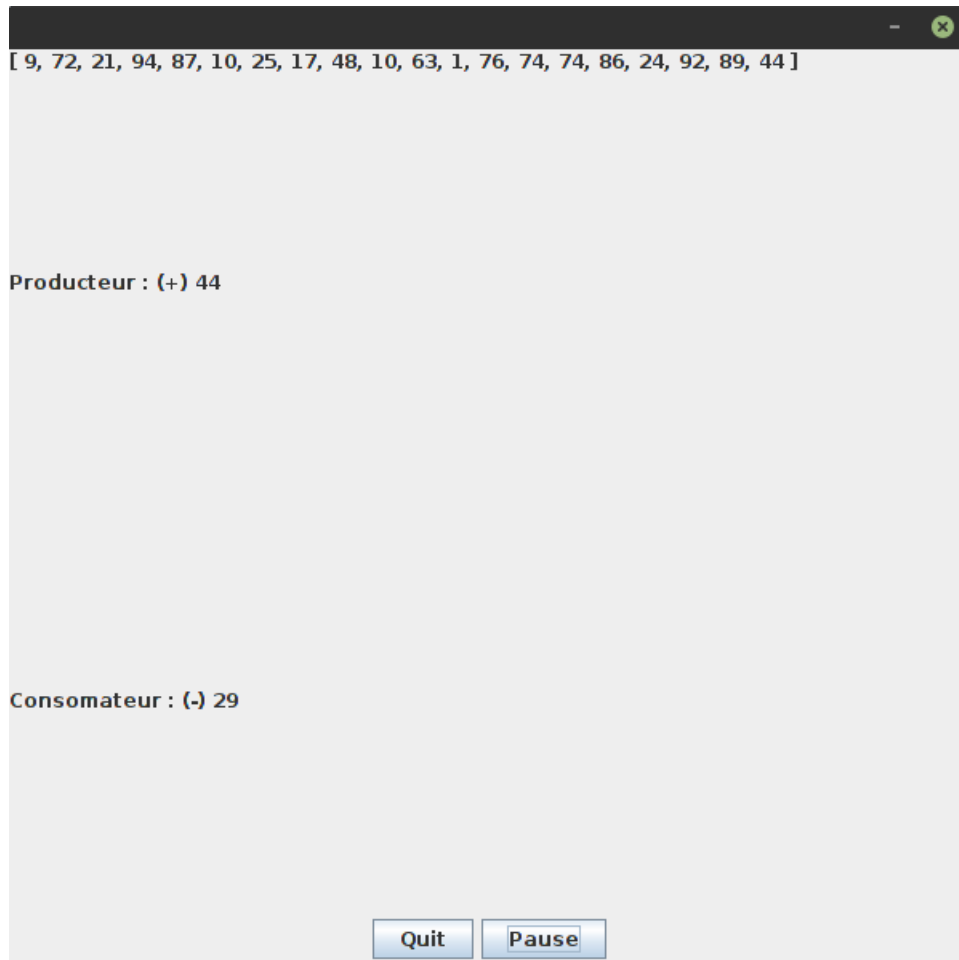 [ 9, 72, 21, 94, 87, 10, 25, 17, 48, 10, 63, 1, 76, 74, 74, 86, 24, 92, 89, 44 ]
Producteur : (+) 44
Consomateur : (-) 29
Quit Pause